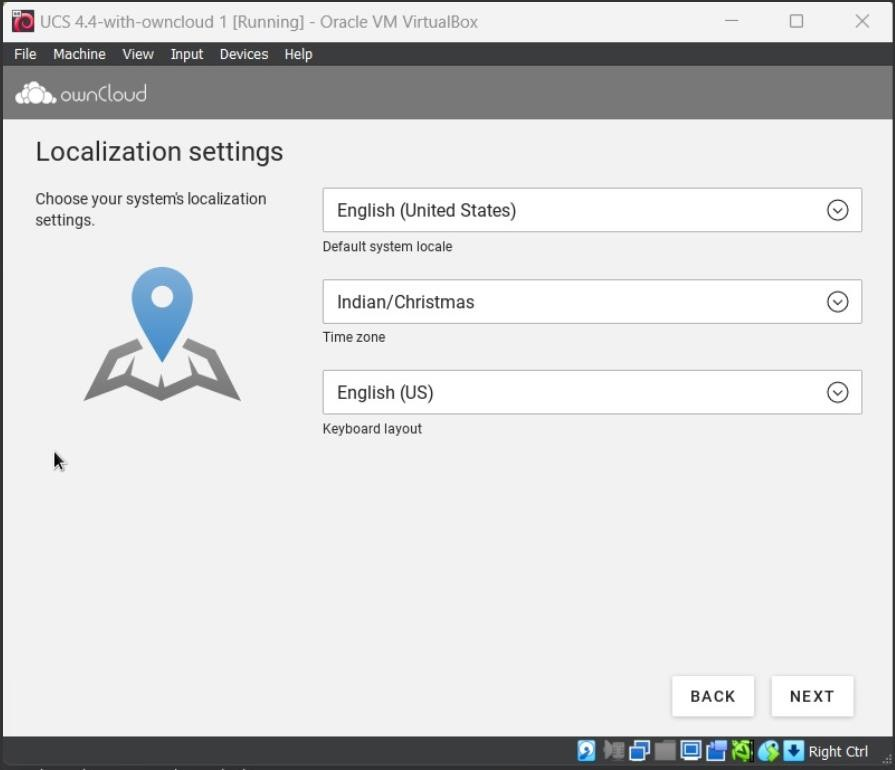 UCS 4.4-with-owncloud 1 [Running] - Oracle VM VirtualBox
File Machine View Input Devices Help
ownCloud
Localization settings
Choose your system's localization
settings.
English (United States)
Default system locale
Indian/Christmas
Time zone
English (US)
Keyboard layout
BACK NEXT
Right Ctrl